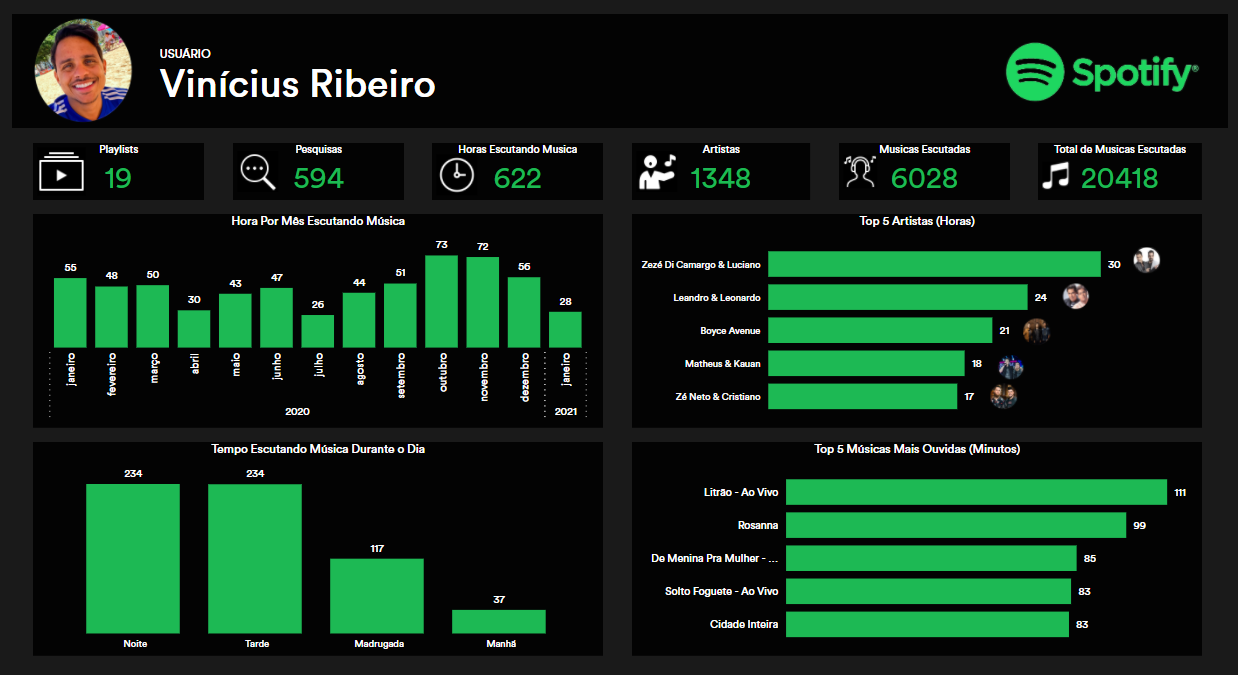 USUÁRIO
Vinícius Ribeiro
Spotify®
Playlists
19
Pesquisas
594
Horas Escutando Musica
622
Artistas
1348
Musicas Escutadas
6028
Total de Musicas Escutadas
20418
Hora Por Mês Escutando Música
55
48
50
30
43
47
26
44
51
73
72
56
28
janeiro
fevereiro
março
abril
maio
junho
julho
agosto
setembro
outubro
novembro
dezembro
janeiro
2020
2021
Top 5 Artistas (Horas)
Zezé Di Camargo & Luciano 30
Leandro & Leonardo 24
Boyce Avenue 21
Matheus & Kauan 18
Zé Neto & Cristiano 17
Tempo Escutando Música Durante o Dia
234
234
117
37
Noite
Tarde
Madrugada
Manhã
Top 5 Músicas Mais Ouvidas (Minutos)
Litrão - Ao Vivo 111
Rosanna 99
De Menina Pra Mulher - ... 85
Solto Foguete - Ao Vivo 83
Cidade Inteira 83